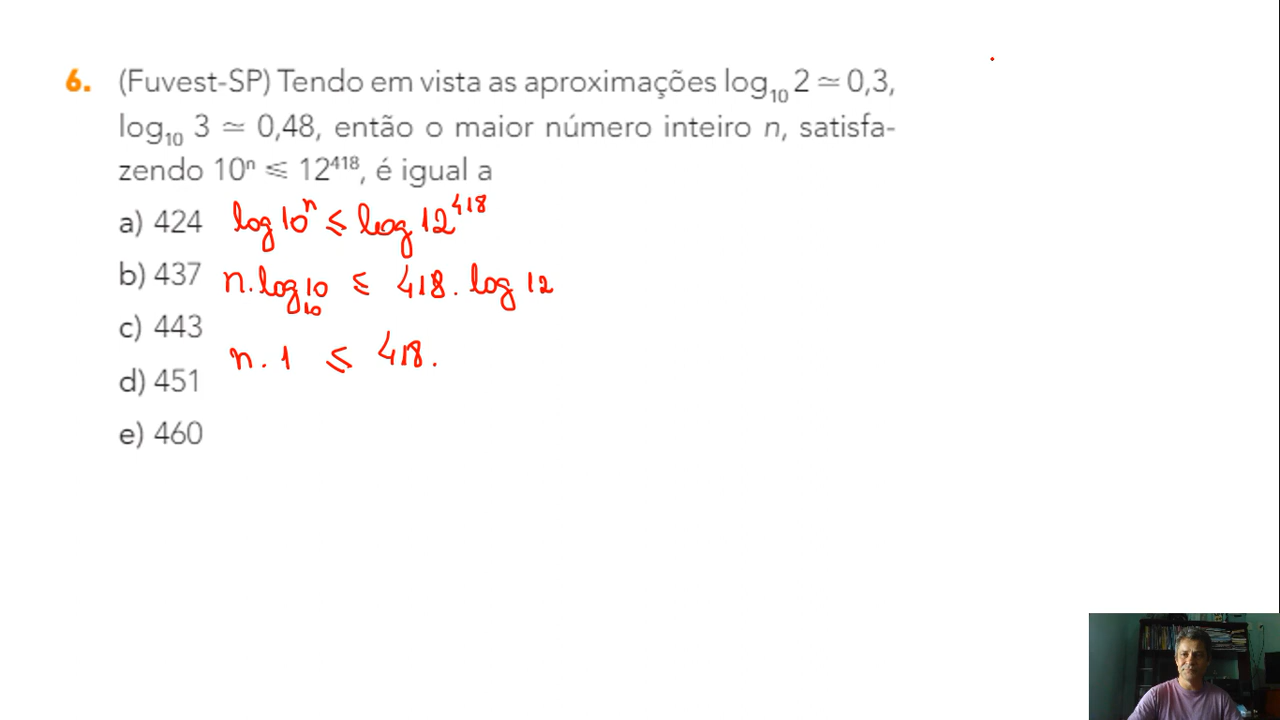 6. (Fuvest-SP) Tendo em vista as aproximações log₁₀ 2 ≃ 0,3,
log₁₀ 3 ≃ 0,48, então o maior número inteiro n, satisfa-
zendo 10ⁿ ⩽ 12⁴¹⁸, é igual a
a) 424
log 10ⁿ ⩽ log 12⁴¹⁸
b) 437
n. log₁₀ 10 ⩽ 418. log 12
c) 443
n. 1 ⩽ 418.
d) 451
e) 460